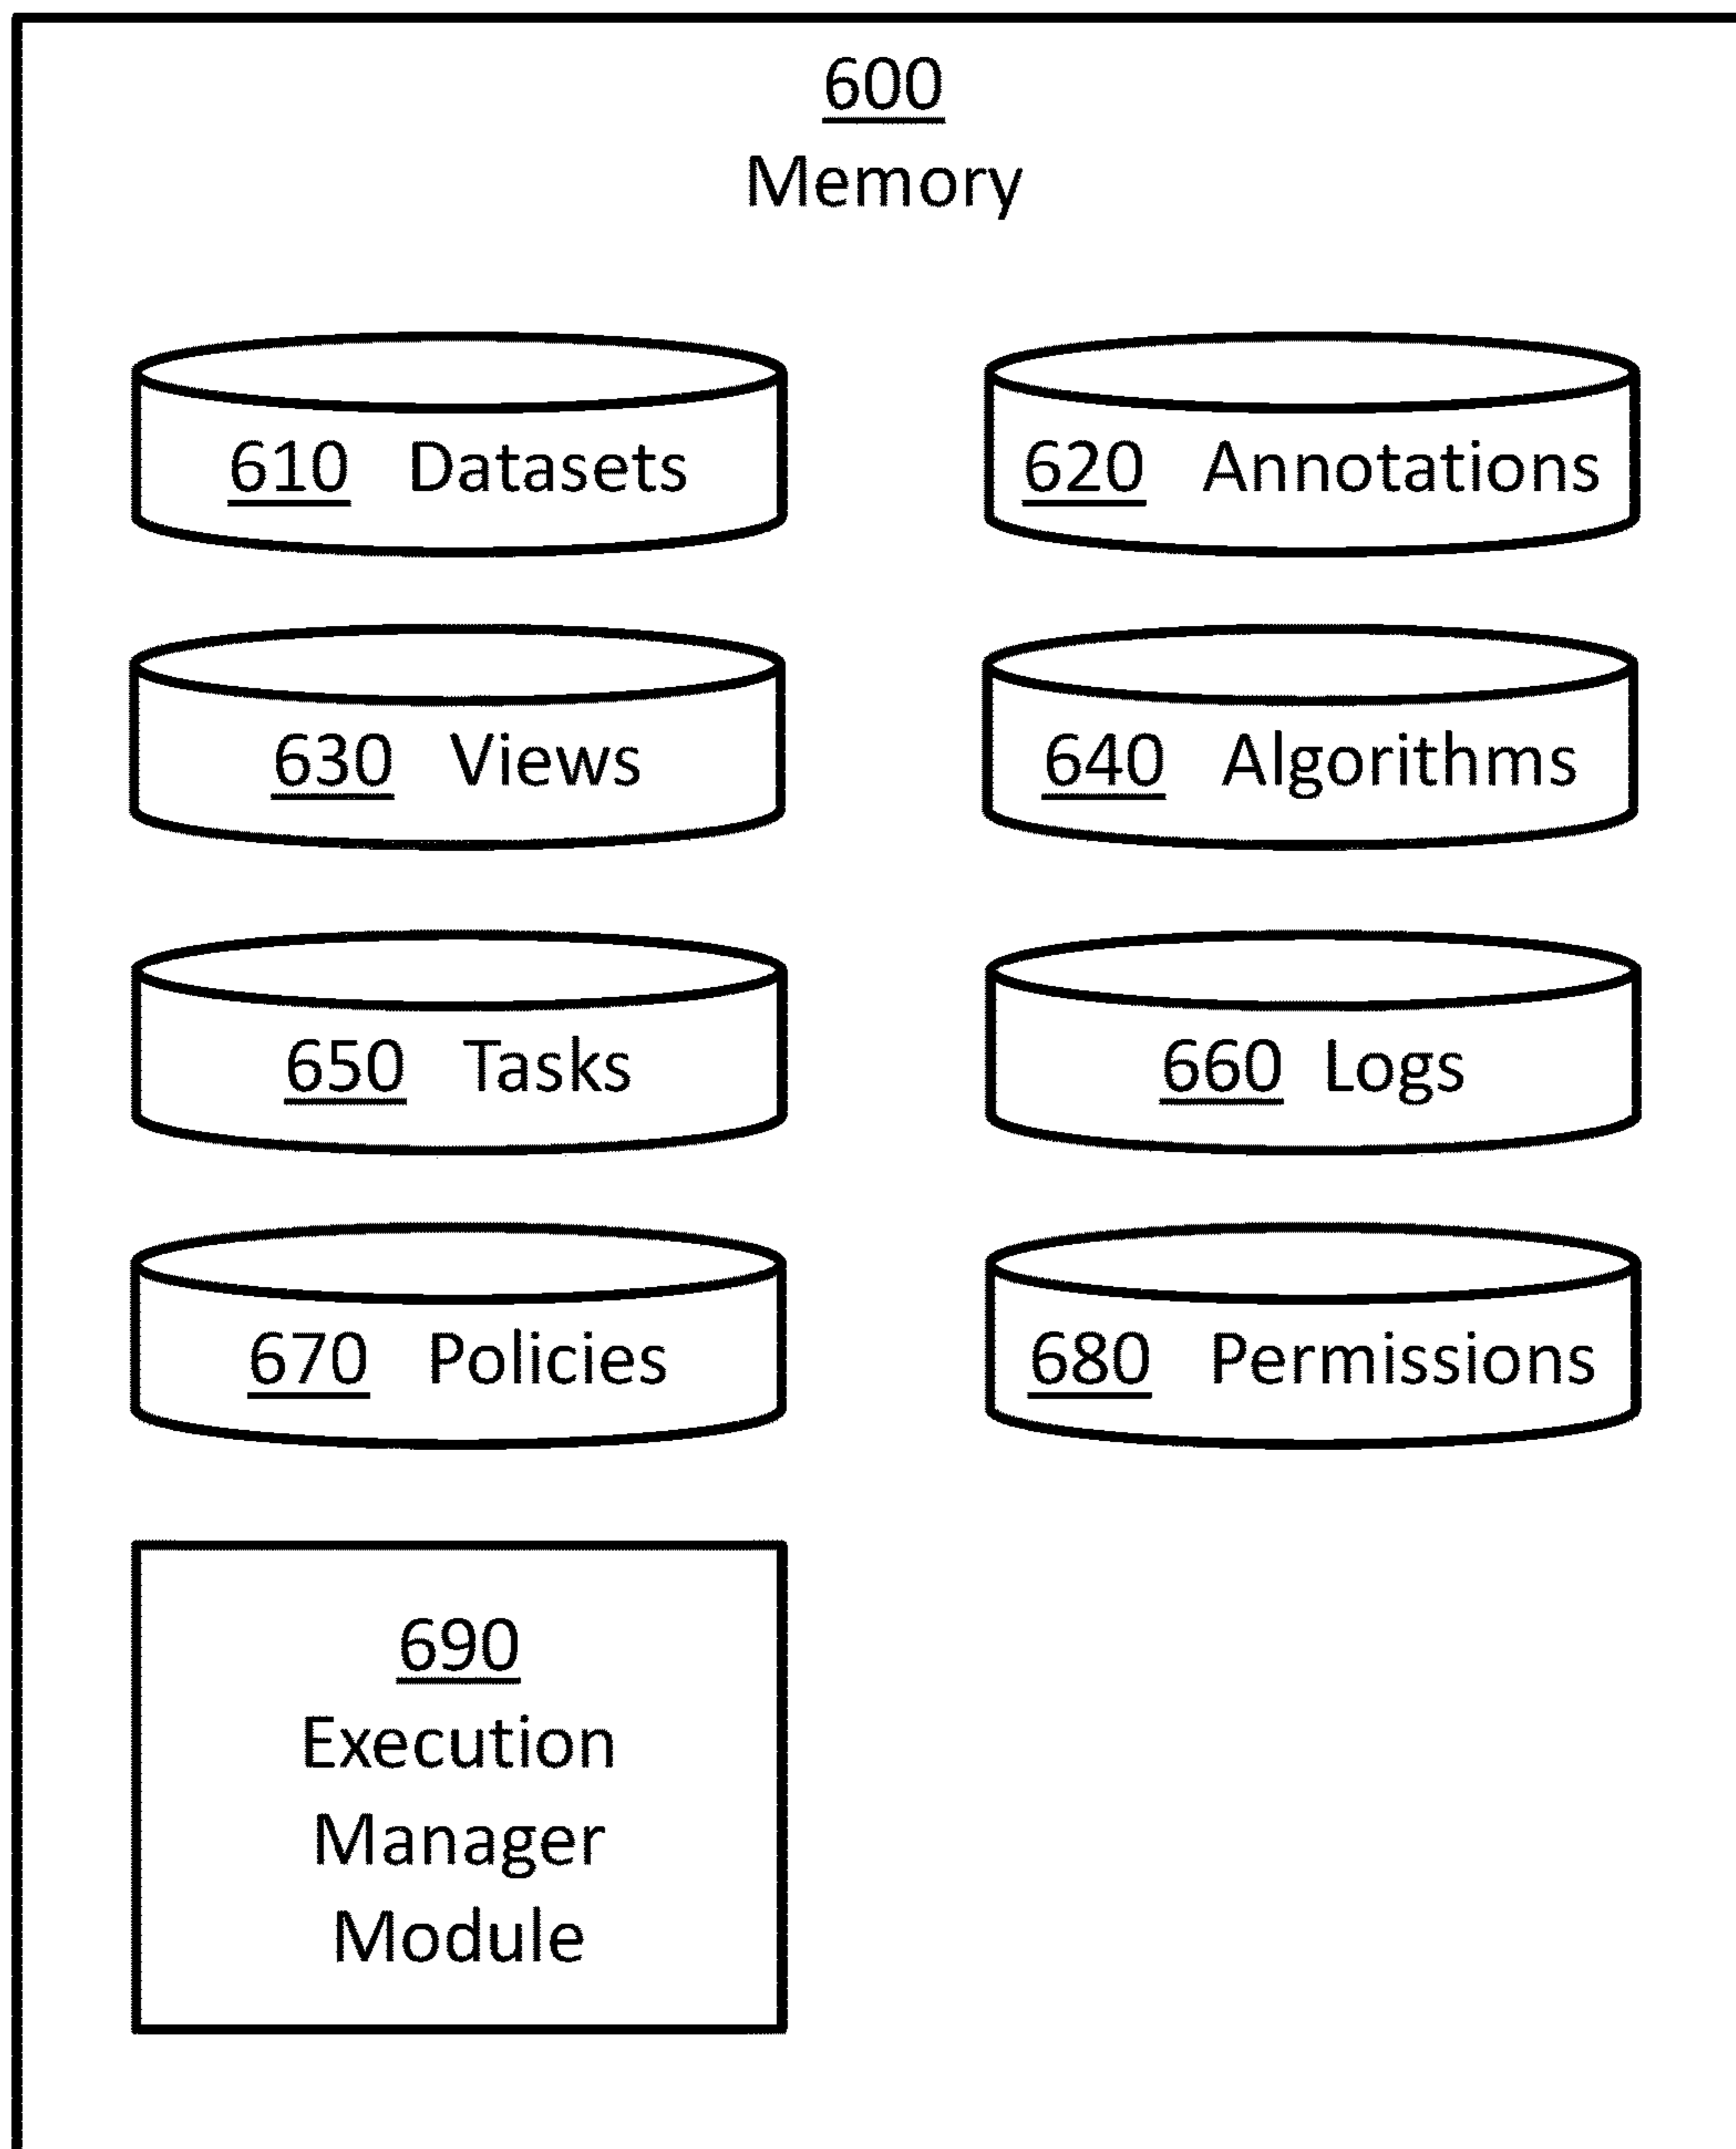 600
Memory
610 Datasets
620 Annotations
630 Views
640 Algorithms
650 Tasks
660 Logs
670 Policies
680 Permissions
690
Execution
Manager
Module